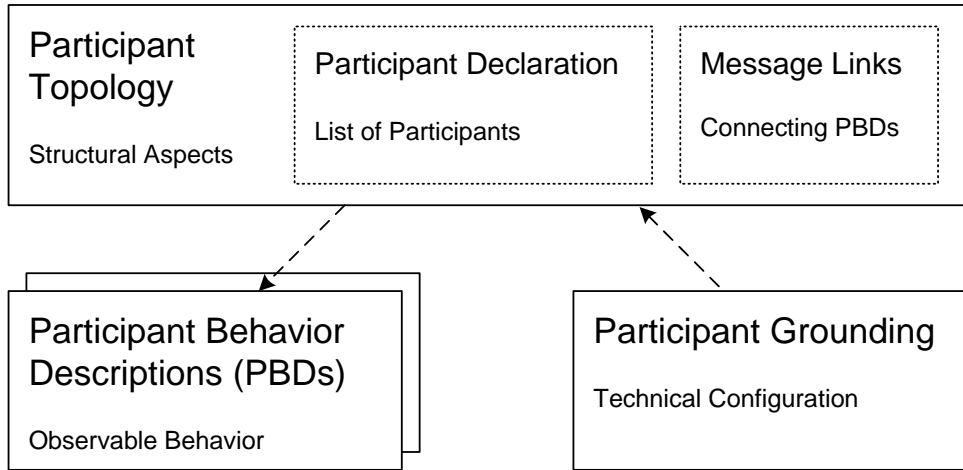 Participant
Topology
Structural Aspects
Participant Declaration
List of Participants
Message Links
Connecting PBDs
Participant Behavior
Descriptions (PBDs)
Observable Behavior
Participant Grounding
Technical Configuration